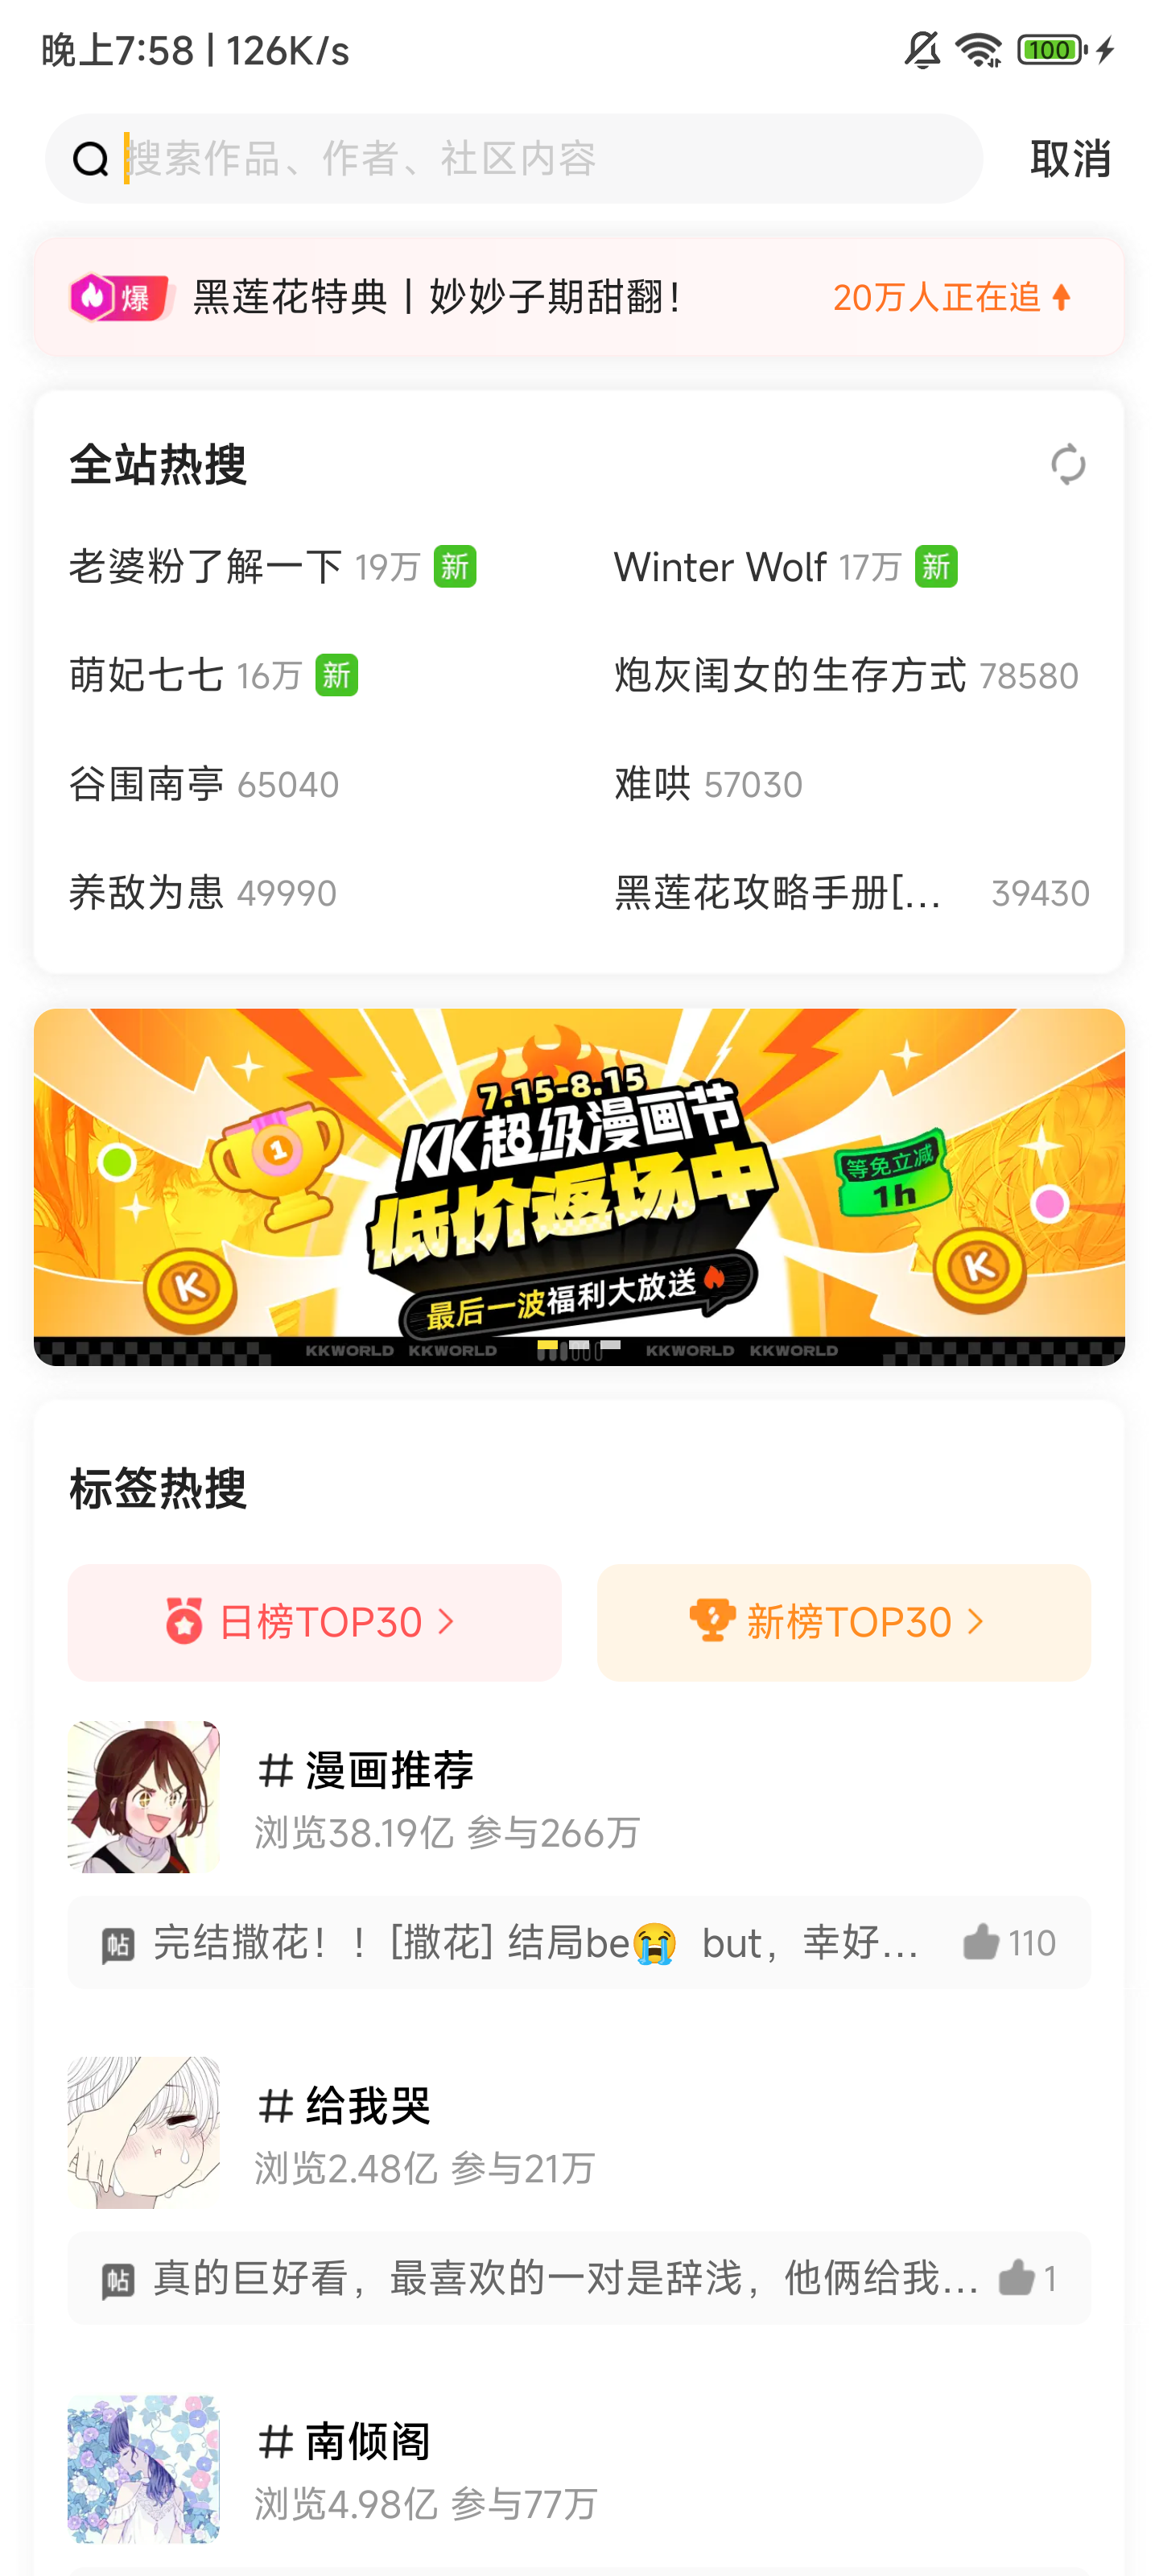 晚上7:58 | 126K/s
100
搜索作品、作者、社区内容
取消
爆 黑莲花特典丨妙妙子期甜翻！ 20万人正在追
全站热搜
老婆粉了解一下 19万 新
Winter Wolf 17万 新
萌妃七七 16万 新
炮灰闺女的生存方式 78580
谷围南亭 65040
难哄 57030
养敌为患 49990
黑莲花攻略手册[... 39430
7.15-8.15
KK超级漫画节
低价返场中
最后一波福利大放送
1
等免立减
1h
K
K
KKWORLD KKWORLD KKWORLD KKWORLD
标签热搜
日榜TOP30
新榜TOP30
# 漫画推荐
浏览38.19亿 参与266万
帖 完结撒花！！[撒花] 结局be😭 but，幸好... 110
# 给我哭
浏览2.48亿 参与21万
帖 真的巨好看，最喜欢的一对是辞浅，他俩给我... 1
# 南倾阁
浏览4.98亿 参与77万